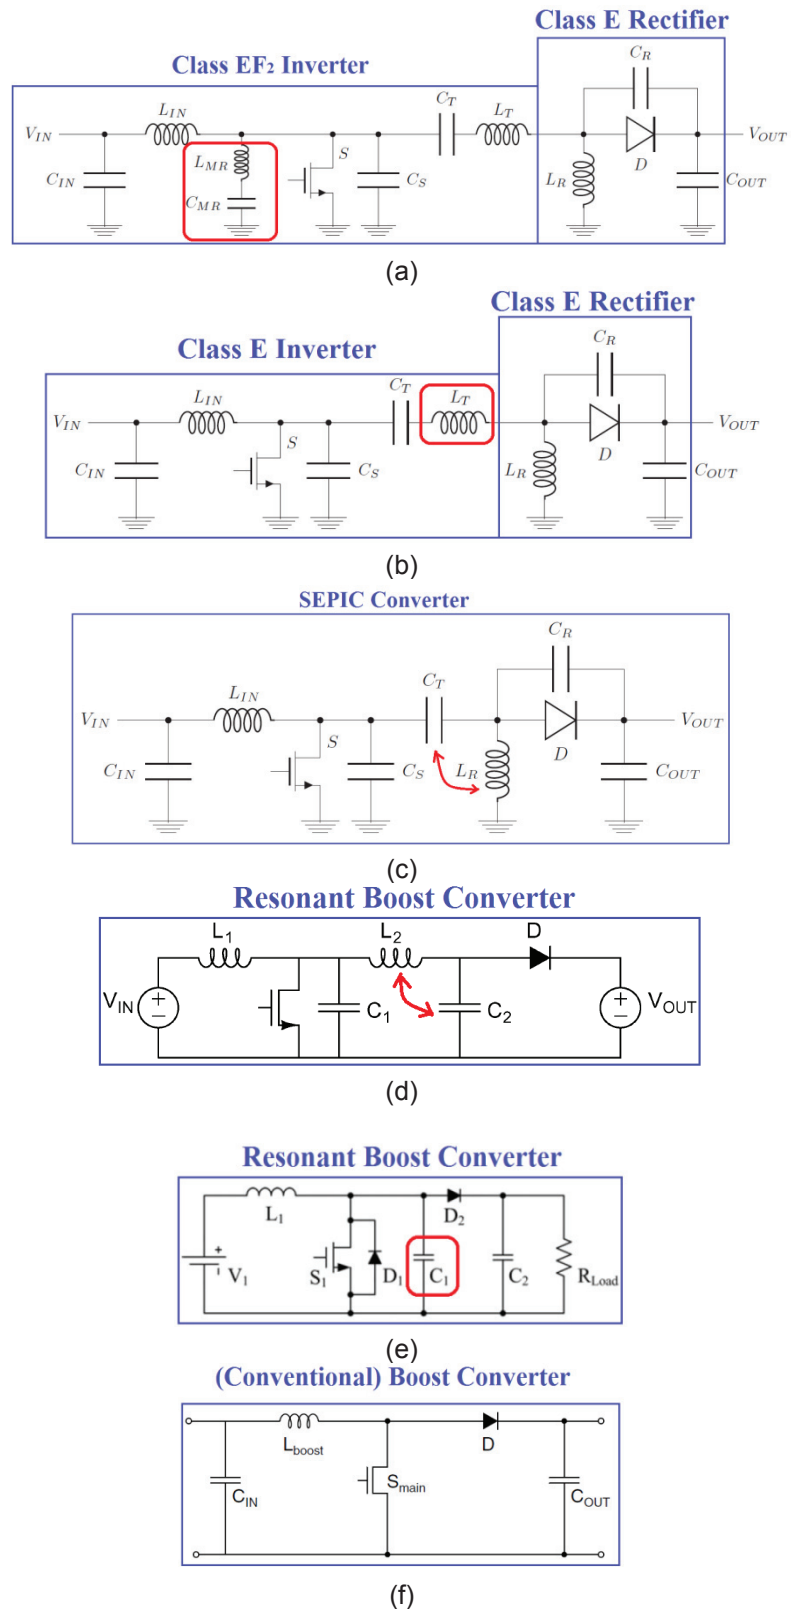 Class E Rectifier
Class EF₂ Inverter
C_R
C_T
L_T
L_IN
V_IN
V_OUT
S
L_MR
D
C_IN
C_S
L_R
C_OUT
C_MR
(a)
Class E Rectifier
Class E Inverter
C_R
C_T
L_T
L_IN
V_IN
V_OUT
S
D
C_IN
C_S
L_R
C_OUT
(b)
SEPIC Converter
C_R
C_T
L_IN
V_IN
V_OUT
S
D
C_IN
C_S
L_R
C_OUT
(c)
Resonant Boost Converter
L₁
L₂
D
V_IN
+
−
C₁
C₂
+
−
V_OUT
(d)
Resonant Boost Converter
L₁
D₂
+
V₁
S₁
D₁
C₁
C₂
R_Load
(e)
(Conventional) Boost Converter
L_boost
D
S_main
C_IN
C_OUT
(f)